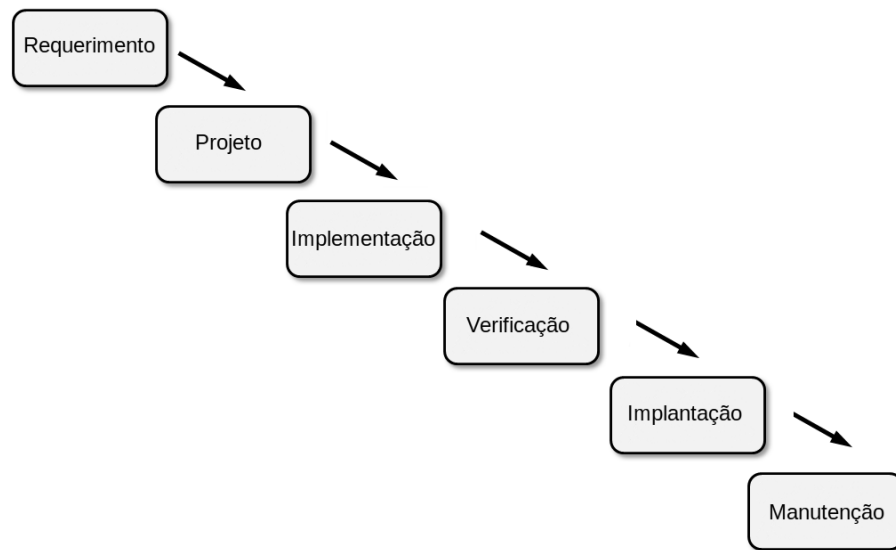 Requerimento
Projeto
Implementação
Verificação
Implantação
Manutenção